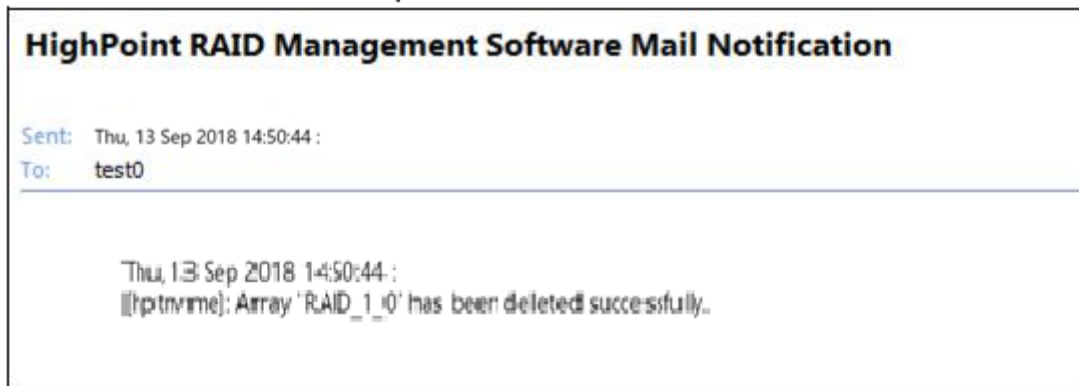 HighPoint RAID Management Software Mail Notification
Sent: Thu, 13 Sep 2018 14:50:44 :
To: test0
Thu, 13 Sep 2018 14:50:44 :
[hptnvme]: Array `RAID_1_0' has been deleted successfully..